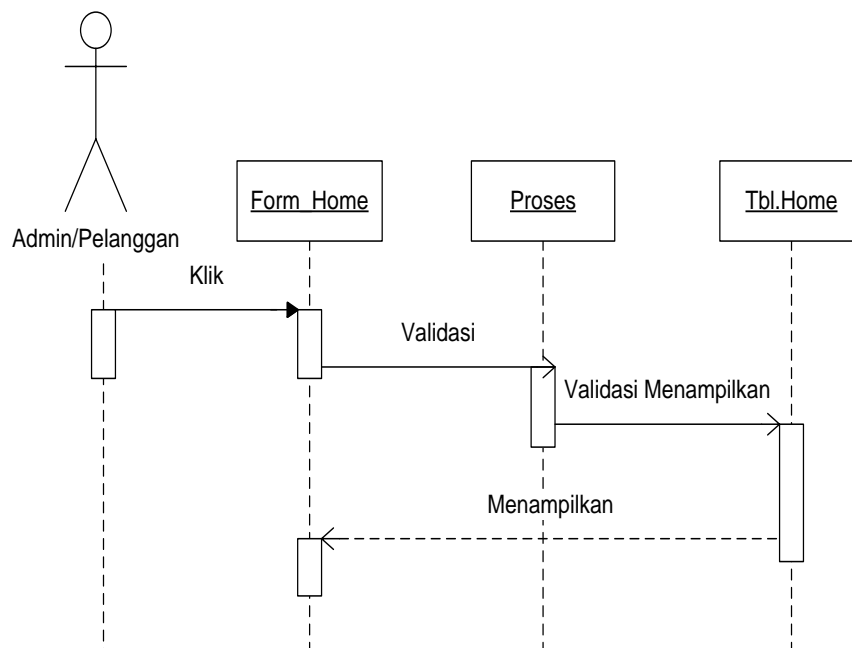 Form_Home
Proses
Tbl.Home
Admin/Pelanggan
Klik
Validasi
Validasi Menampilkan
Menampilkan